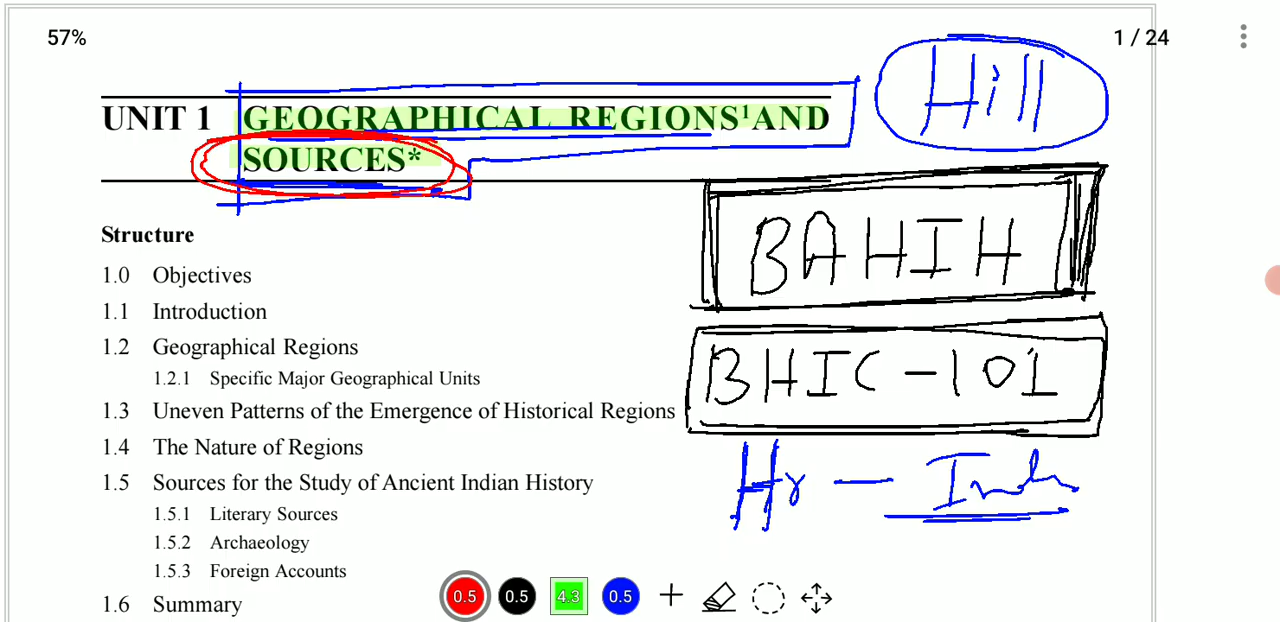 57%
1 / 24
Hill
UNIT 1 GEOGRAPHICAL REGIONS¹AND
SOURCES*
BAHIH
BHIC-101
Structure
1.0 Objectives
1.1 Introduction
1.2 Geographical Regions
1.2.1 Specific Major Geographical Units
1.3 Uneven Patterns of the Emergence of Historical Regions
1.4 The Nature of Regions
1.5 Sources for the Study of Ancient Indian History
1.5.1 Literary Sources
1.5.2 Archaeology
1.5.3 Foreign Accounts
1.6 Summary
0.5 0.5 4.3 0.5